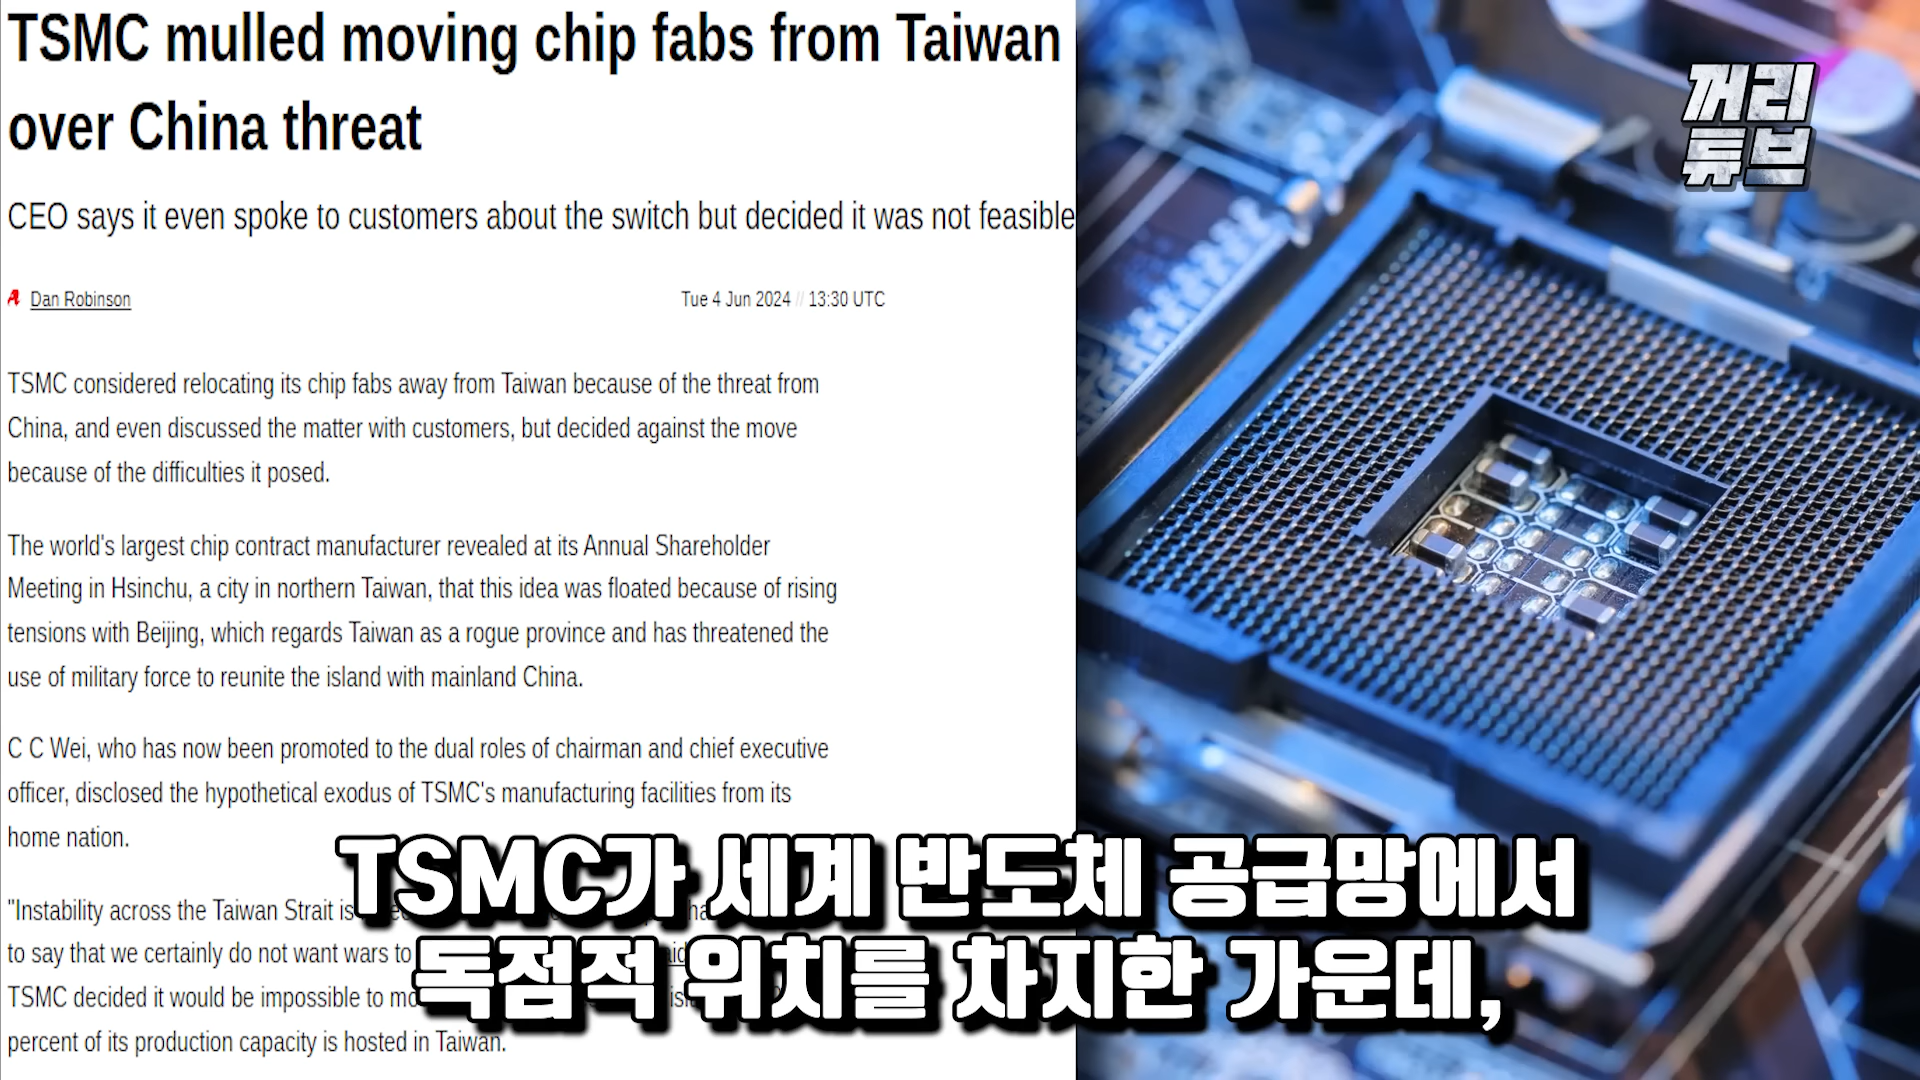 TSMC mulled moving chip fabs from Taiwan
over China threat
CEO says it even spoke to customers about the switch but decided it was not feasible
Dan Robinson
Tue 4 Jun 2024 // 13:30 UTC
TSMC considered relocating its chip fabs away from Taiwan because of the threat from
China, and even discussed the matter with customers, but decided against the move
because of the difficulties it posed.
The world's largest chip contract manufacturer revealed at its Annual Shareholder
Meeting in Hsinchu, a city in northern Taiwan, that this idea was floated because of rising
tensions with Beijing, which regards Taiwan as a rogue province and has threatened the
use of military force to reunite the island with mainland China.
C C Wei, who has now been promoted to the dual roles of chairman and chief executive
officer, disclosed the hypothetical exodus of TSMC's manufacturing facilities from its
home nation.
"Instability across the Taiwan Strait is
to say that we certainly do not want wars to
TSMC decided it would be impossible to
percent of its production capacity is hosted in Taiwan.
꺼리
튜브
TSMC가 세계 반도체 공급망에서
독점적 위치를 차지한 가운데,